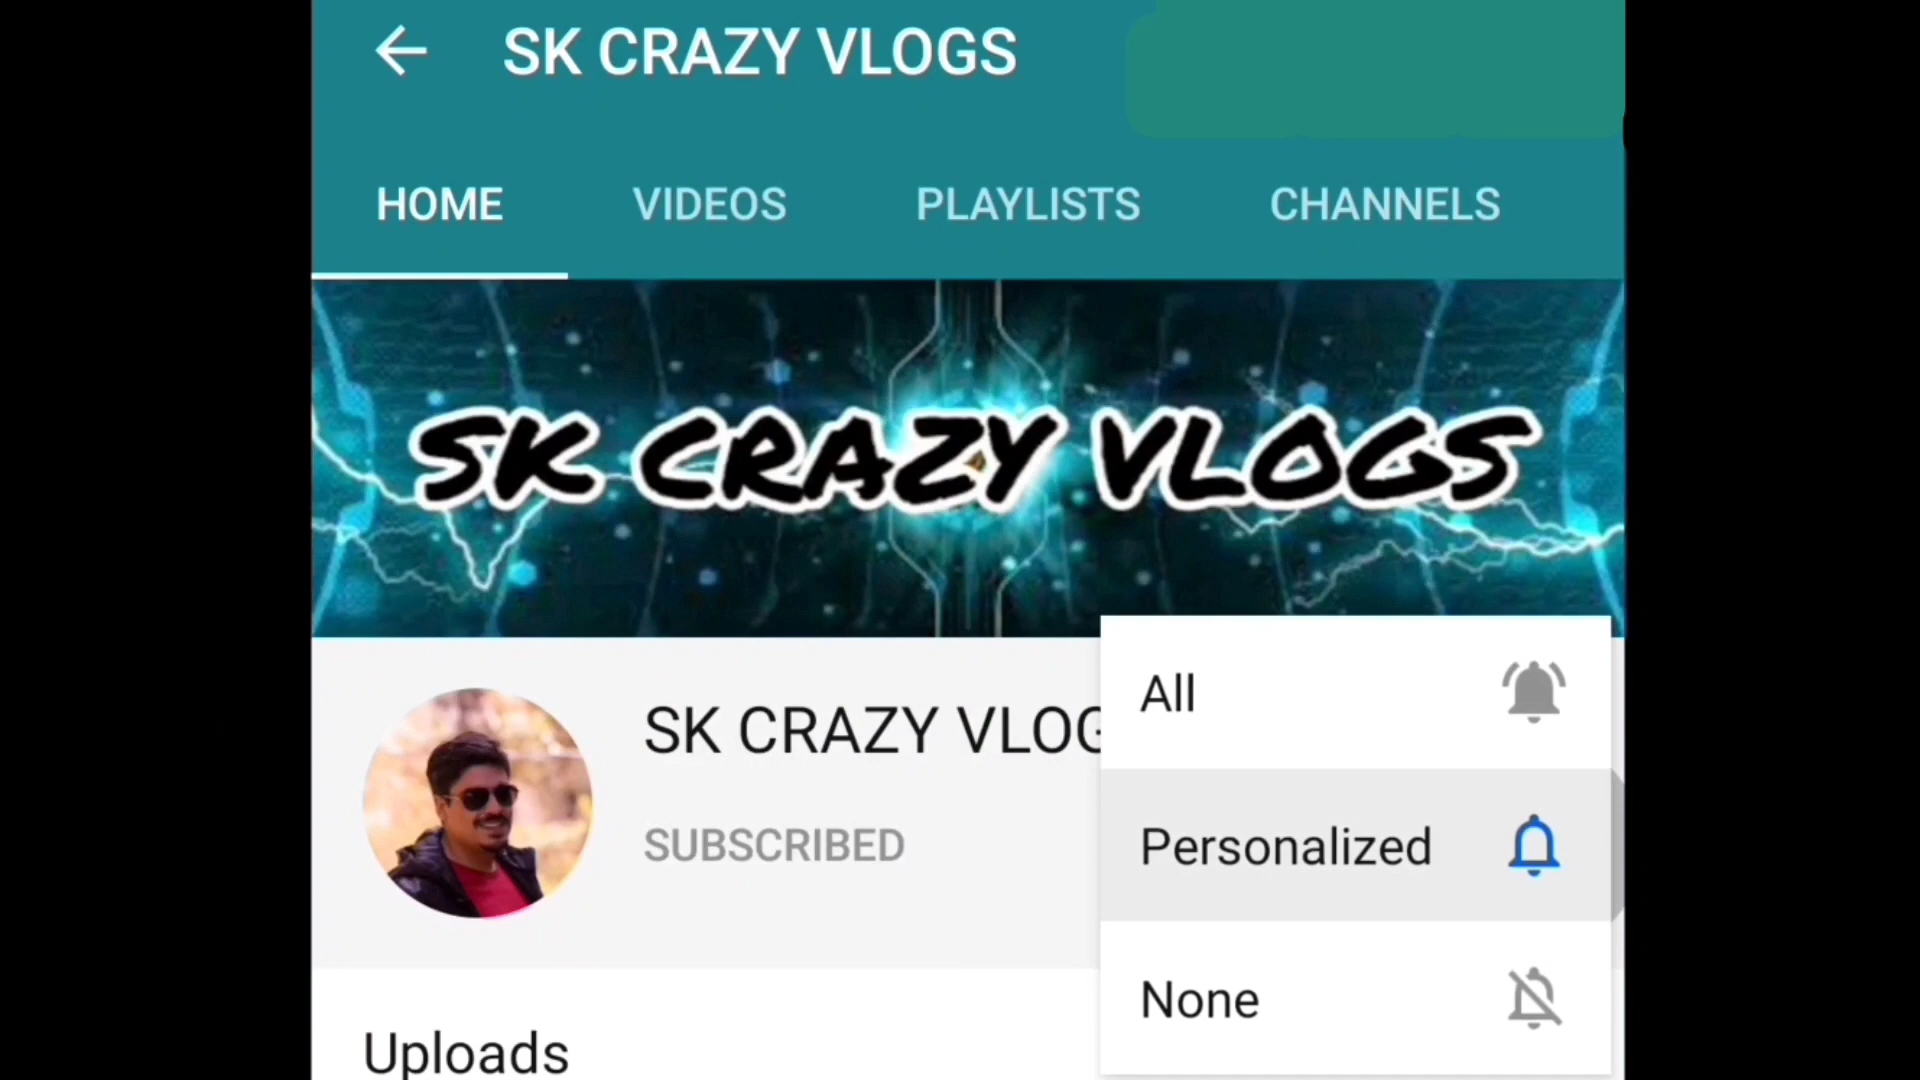 SK CRAZY VLOGS
HOME VIDEOS PLAYLISTS CHANNELS
SK CRAZY VLOGS
SK CRAZY VLOG
SUBSCRIBED
All
Personalized
None
Uploads